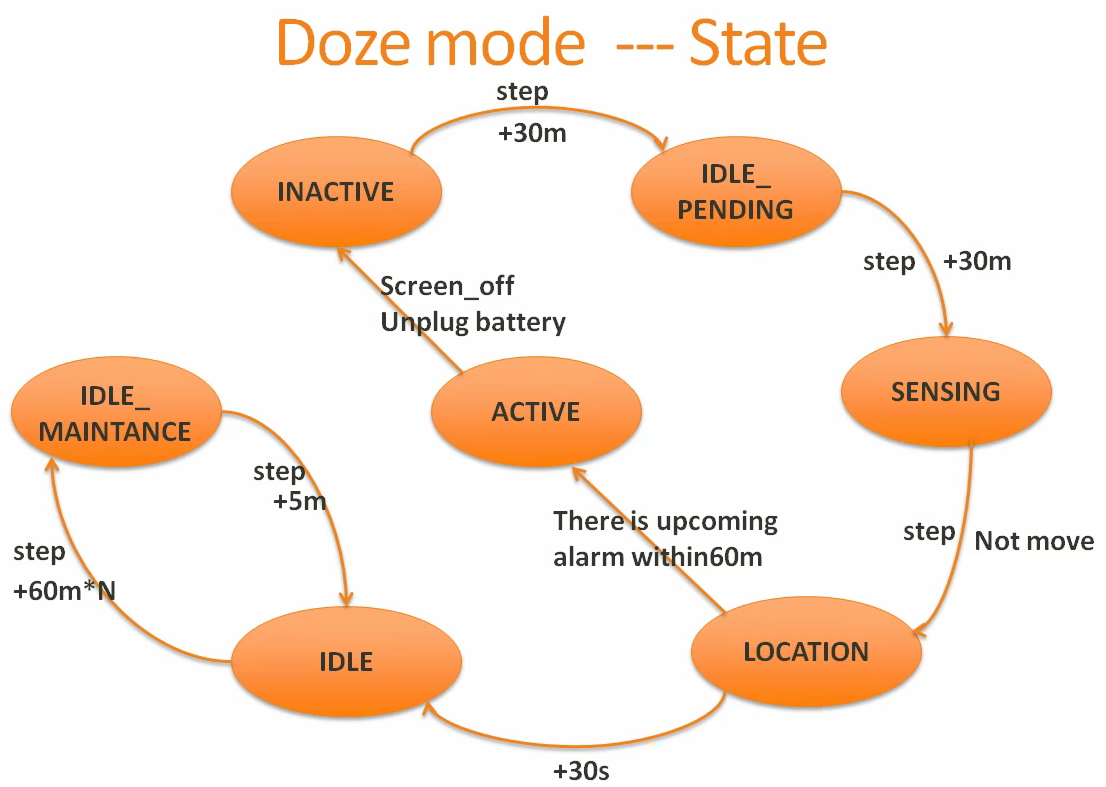 Doze mode --- State
step
+30m
INACTIVE
IDLE_
PENDING
step
+30m
Screen_off
Unplug battery
IDLE_
MAINTANCE
ACTIVE
SENSING
step
+5m
There is upcoming
alarm within60m
step
Not move
step
+60m*N
IDLE
LOCATION
+30s